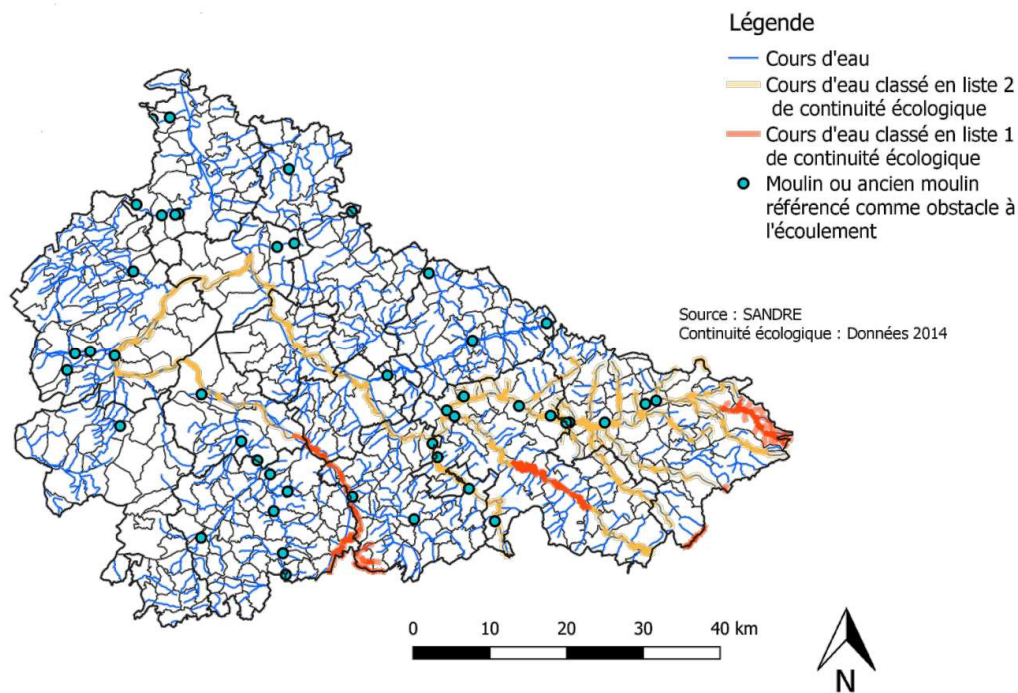 Légende
Cours d'eau
Cours d'eau classé en liste 2
de continuité écologique
Cours d'eau classé en liste 1
de continuité écologique
Moulin ou ancien moulin
référencé comme obstacle à
l'écoulement
Source : SANDRE
Continuité écologique : Données 2014
0 10 20 30 40 km
N